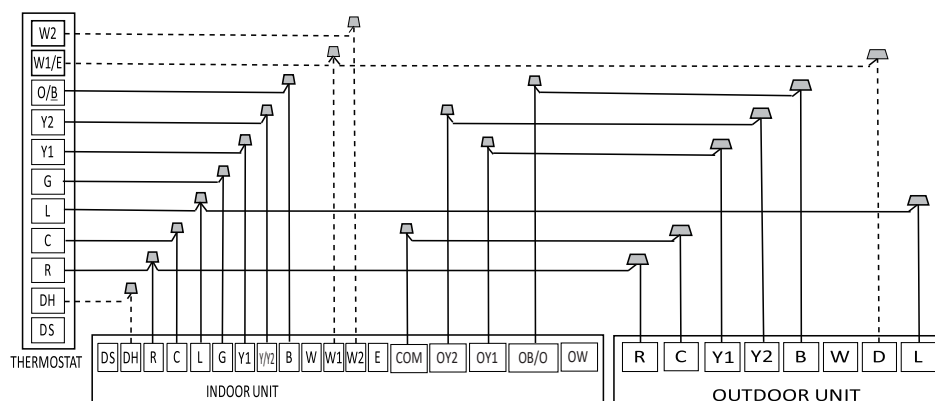 W2
W1/E
O/B
Y2
Y1
G
L
C
R
DH
DS
THERMOSTAT
DS DH R C L G Y1 Y/Y2 B W W1 W2 E COM OY2 OY1 OB/O OW
INDOOR UNIT
R C Y1 Y2 B W D L
OUTDOOR UNIT